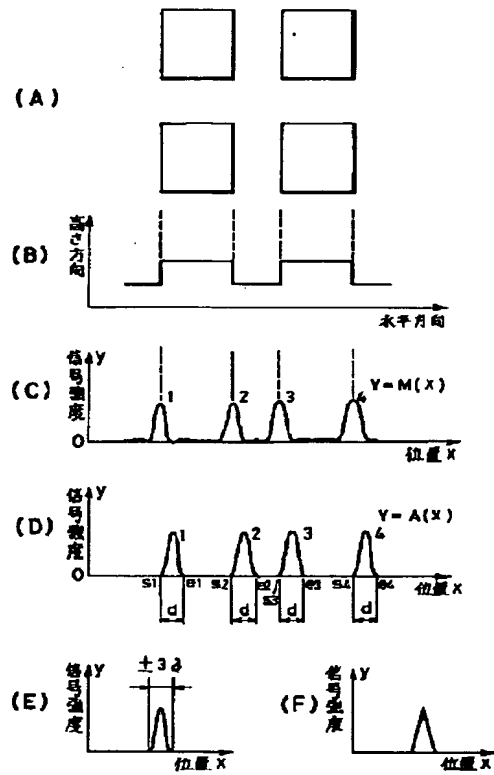 (A)
(B)
高さ方向
水平方向
(C)
信号強度
Y
1 2 3 4
Y=M(X)
0
位置 X
(D)
信号強度
Y
1 2 3 4
Y=A(X)
0
S1 e1 S2 e2/S3 e3 S4 e4
位置 X
d d d d
(E)
信号強度
Y
±3∂
位置 X
(F)
信号強度
Y
位置 X